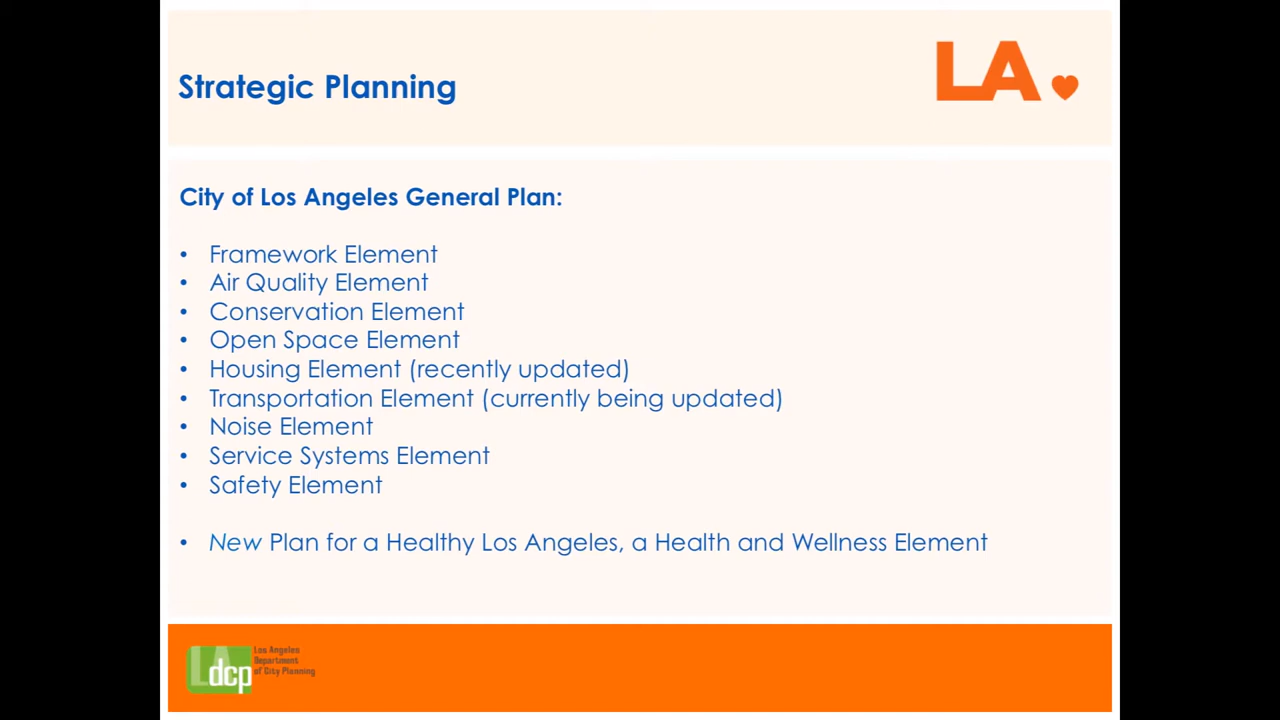 Strategic Planning
LA
City of Los Angeles General Plan:
• Framework Element
• Air Quality Element
• Conservation Element
• Open Space Element
• Housing Element (recently updated)
• Transportation Element (currently being updated)
• Noise Element
• Service Systems Element
• Safety Element
• New Plan for a Healthy Los Angeles, a Health and Wellness Element
LA
dcp
Los Angeles
Department
of City Planning